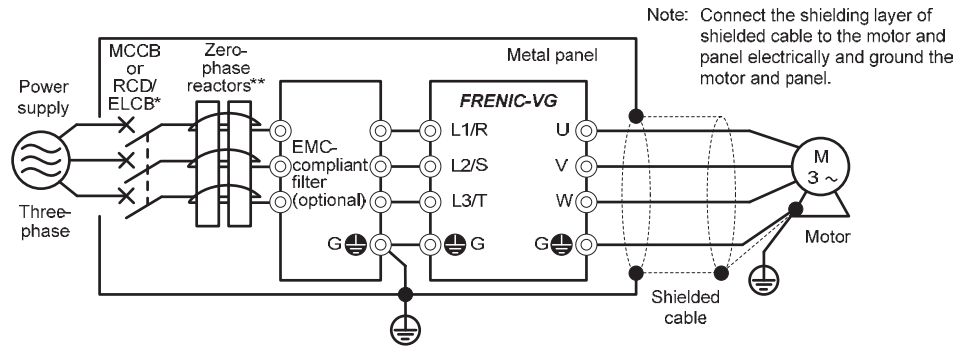 Note: Connect the shielding layer of
shielded cable to the motor and
panel electrically and ground the
motor and panel.
Metal panel
MCCB
or
RCD/
ELCB*
Zero-
phase
reactors**
Power
supply
Three-
phase
EMC-
compliant
filter
(optional)
G
FRENIC-VG
L1/R
L2/S
L3/T
G
U
V
W
G
M
3 ~
Motor
Shielded
cable